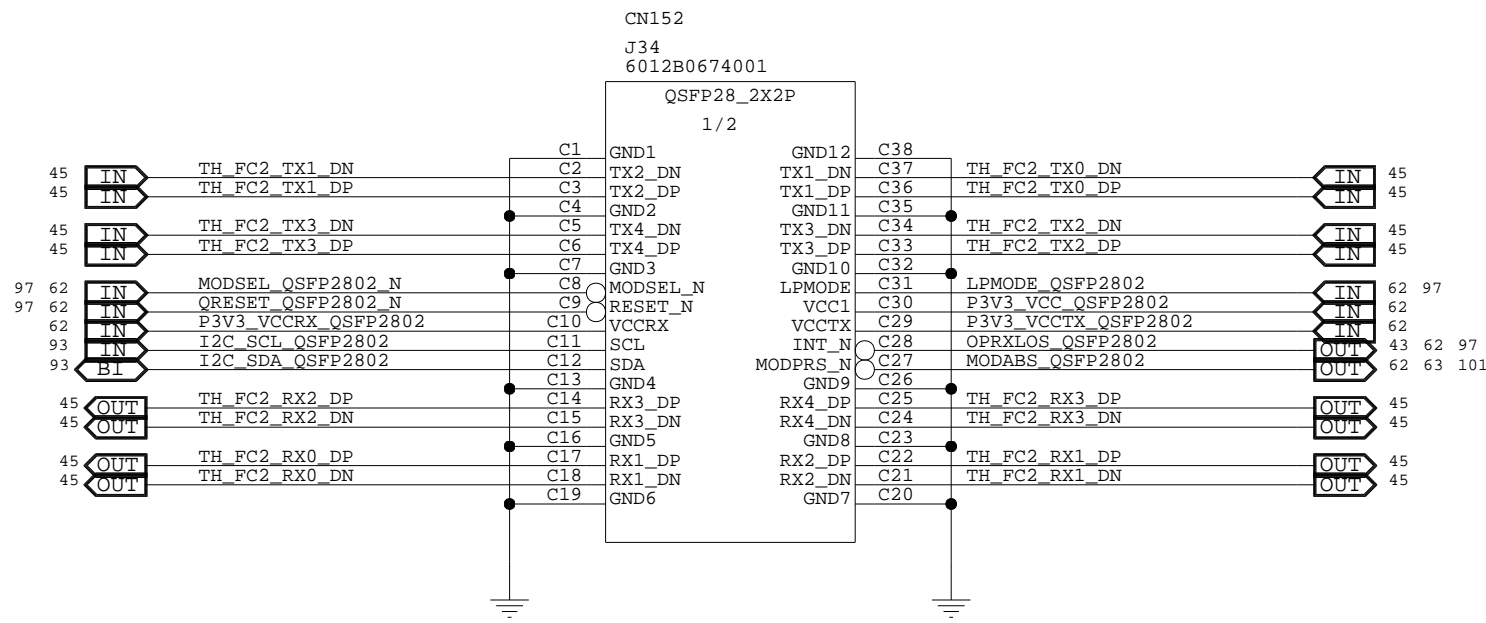 CN152
J34
6012B0674001
QSFP28_2X2P
1/2
C1 GND1 GND12 C38
45 IN TH_FC2_TX1_DN C2 TX2_DN TX1_DN C37 TH_FC2_TX0_DN IN 45
45 IN TH_FC2_TX1_DP C3 TX2_DP TX1_DP C36 TH_FC2_TX0_DP IN 45
C4 GND2 GND11 C35
45 IN TH_FC2_TX3_DN C5 TX4_DN TX3_DN C34 TH_FC2_TX2_DN IN 45
45 IN TH_FC2_TX3_DP C6 TX4_DP TX3_DP C33 TH_FC2_TX2_DP IN 45
C7 GND3 GND10 C32
97 62 IN MODSEL_QSFP2802_N C8 MODSEL_N LPMODE C31 LPMODE_QSFP2802 IN 62 97
97 62 IN QRESET_QSFP2802_N C9 RESET_N VCC1 C30 P3V3_VCC_QSFP2802 IN 62
62 IN P3V3_VCCRX_QSFP2802 C10 VCCRX VCCTX C29 P3V3_VCCTX_QSFP2802 IN 62
93 IN I2C_SCL_QSFP2802 C11 SCL INT_N C28 OPRXLOS_QSFP2802 OUT 43 62 97
93 BI I2C_SDA_QSFP2802 C12 SDA MODPRS_N C27 MODABS_QSFP2802 OUT 62 63 101
C13 GND4 GND9 C26
45 OUT TH_FC2_RX2_DP C14 RX3_DP RX4_DP C25 TH_FC2_RX3_DP OUT 45
45 OUT TH_FC2_RX2_DN C15 RX3_DN RX4_DN C24 TH_FC2_RX3_DN OUT 45
C16 GND5 GND8 C23
45 OUT TH_FC2_RX0_DP C17 RX1_DP RX2_DP C22 TH_FC2_RX1_DP OUT 45
45 OUT TH_FC2_RX0_DN C18 RX1_DN RX2_DN C21 TH_FC2_RX1_DN OUT 45
C19 GND6 GND7 C20